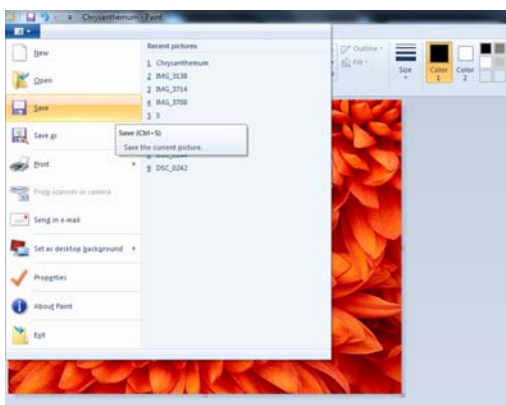 Chrysanthemum - Paint
New
Open
Save
Save as
Print
From scanner or camera
Send in e-mail
Set as desktop background
Properties
About Paint
Exit
Recent pictures
1 Chrysanthemum
2 IMG_3138
3 IMG_3714
4 IMG_3708
5 3
9 DSC_0242
Save (Ctrl+S)
Save the current picture.
Outline
Fill
Size
Color
1
Color
2